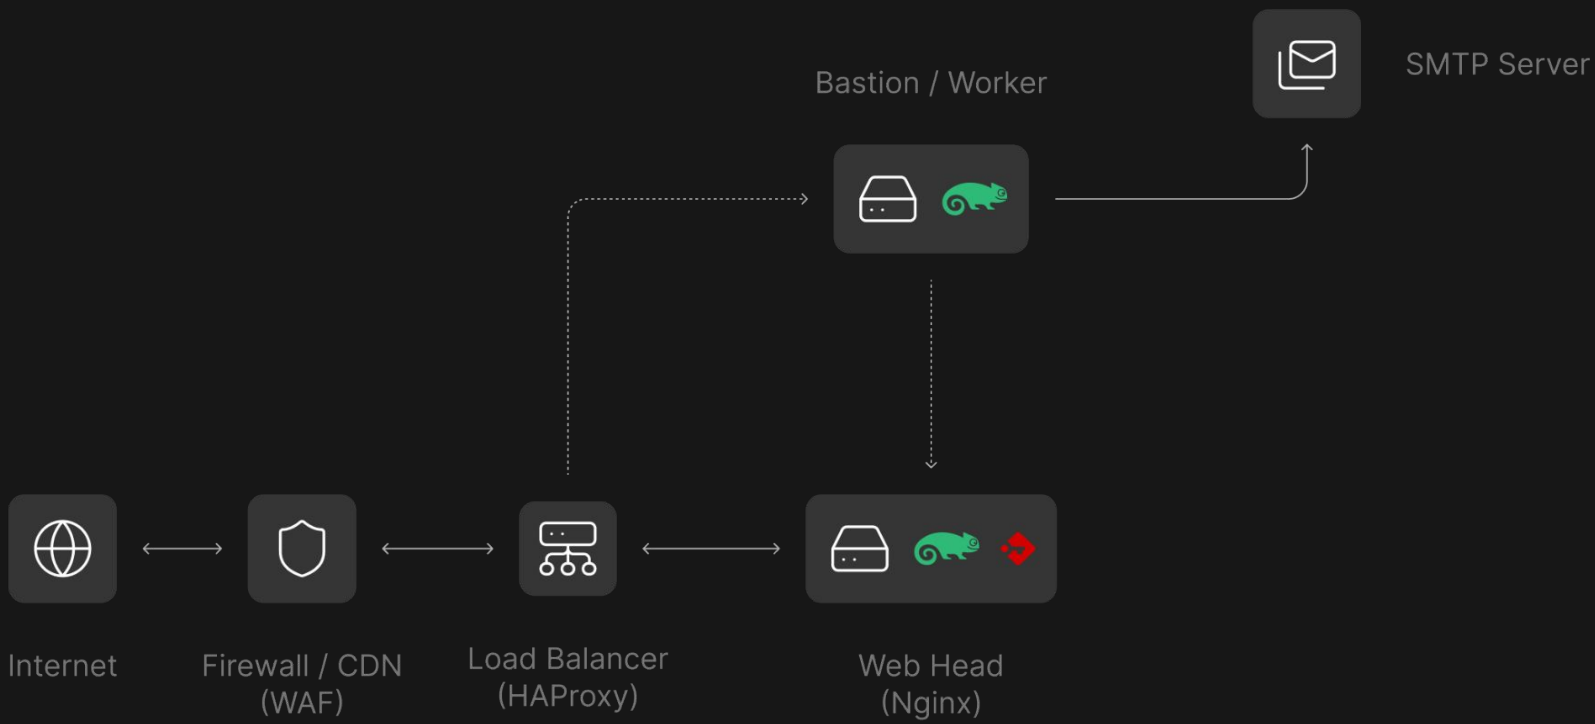 SMTP Server
Bastion / Worker
Internet
Firewall / CDN
(WAF)
Load Balancer
(HAProxy)
Web Head
(Nginx)